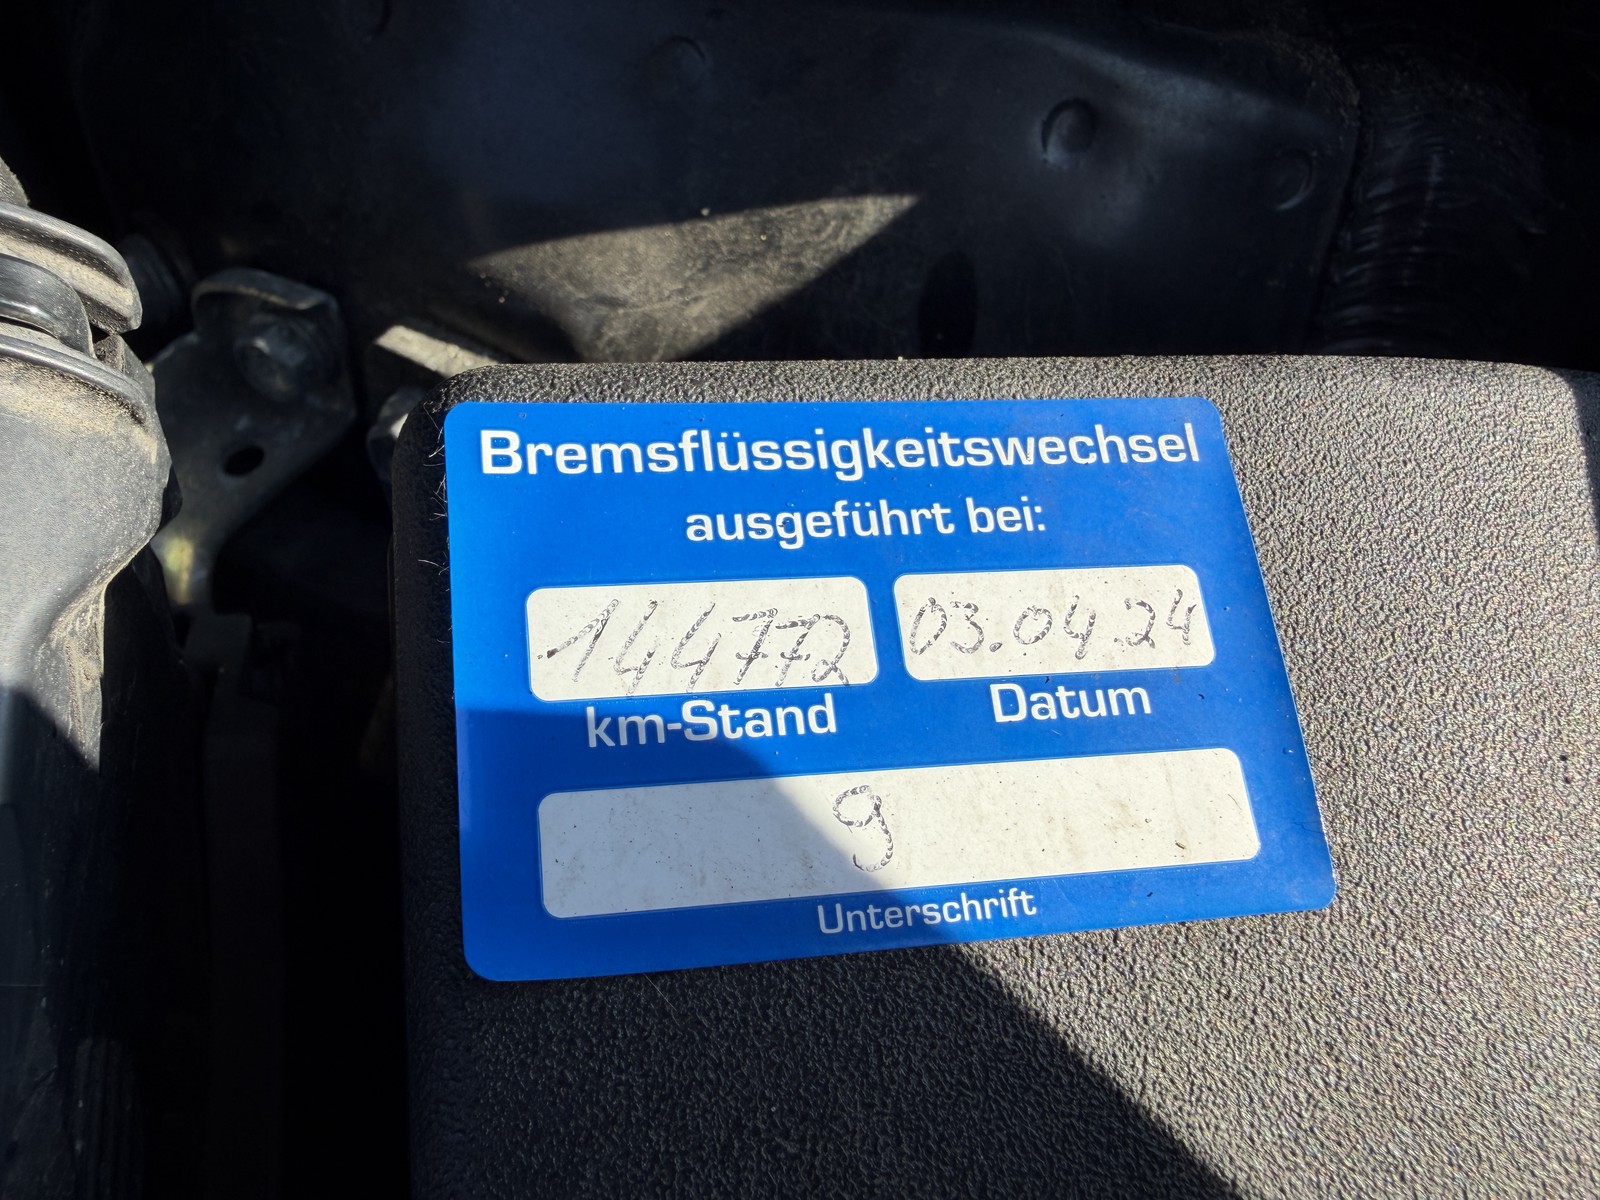 Bremsflüssigkeitswechsel
ausgeführt bei:
144772 03.04.24
km-Stand Datum
9
Unterschrift